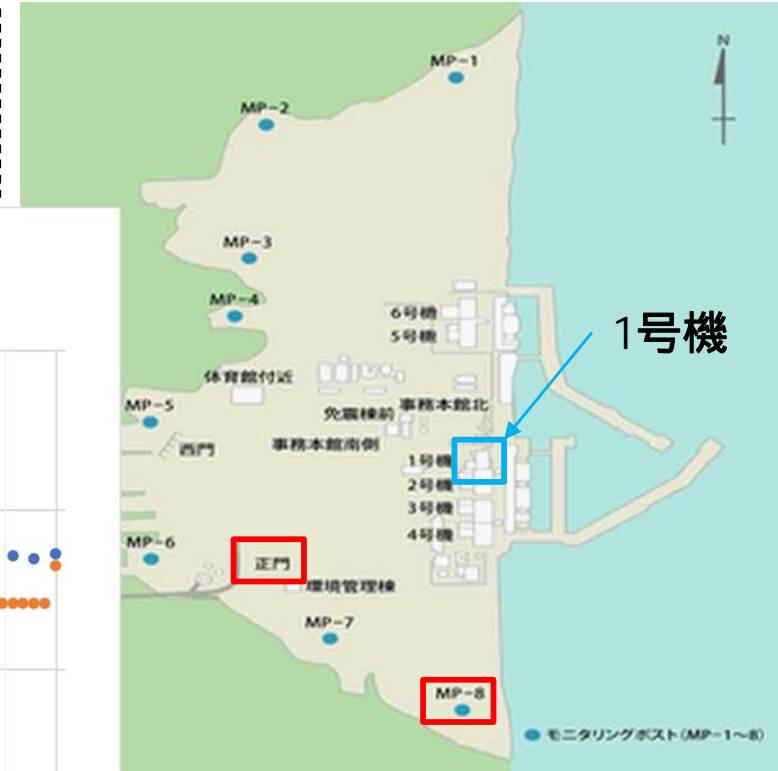 N
MP-1
MP-2
MP-3
MP-4
6号機
5号機
1号機
体育館付近
MP-5
免震棟前
事務本館北
西門
事務本館南側
1号機
2号機
3号機
4号機
MP-6
正門
環境管理棟
MP-7
MP-8
モニタリングポスト(MP-1~8)